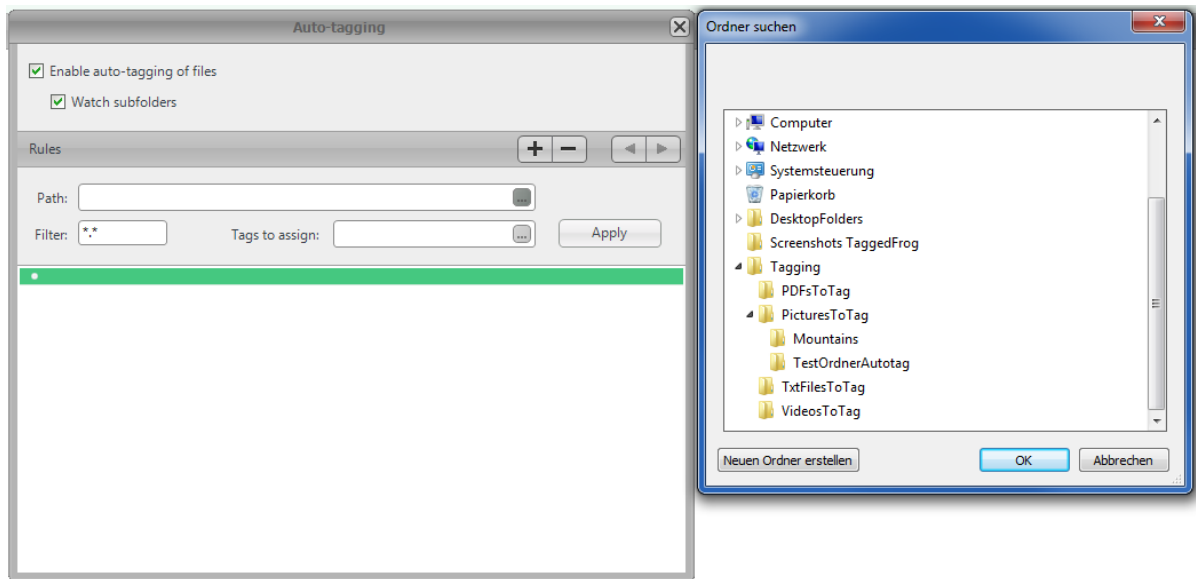 Auto-tagging
Enable auto-tagging of files
Watch subfolders
Rules
Path: ...
Filter: *.* Tags to assign: ... Apply
Ordner suchen
Computer
Netzwerk
Systemsteuerung
Papierkorb
DesktopFolders
Screenshots TaggedFrog
Tagging
PDFsToTag
PicturesToTag
Mountains
TestOrdnerAutotag
TxtFilesToTag
VideosToTag
Neuen Ordner erstellen OK Abbrechen